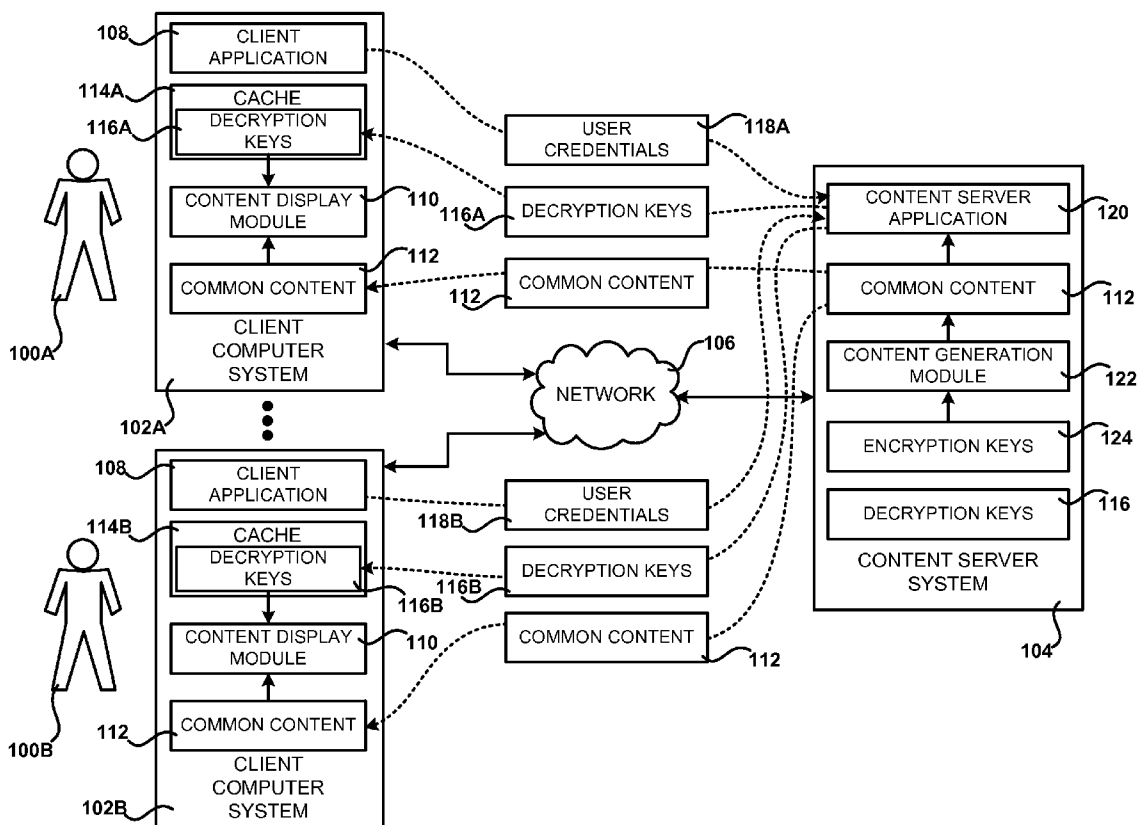 108
CLIENT
APPLICATION
114A
CACHE
116A
DECRYPTION
KEYS
CONTENT DISPLAY
MODULE
110
112
COMMON CONTENT
CLIENT
COMPUTER
SYSTEM
100A
102A
USER
CREDENTIALS
118A
DECRYPTION KEYS
116A
COMMON CONTENT
112
106
NETWORK
CONTENT SERVER
APPLICATION
120
COMMON CONTENT
112
CONTENT GENERATION
MODULE
122
ENCRYPTION KEYS
124
DECRYPTION KEYS
116
CONTENT SERVER
SYSTEM
104
108
CLIENT
APPLICATION
114B
CACHE
DECRYPTION
KEYS
116B
CONTENT DISPLAY
MODULE
110
COMMON CONTENT
112
CLIENT
COMPUTER
SYSTEM
100B
102B
USER
CREDENTIALS
118B
DECRYPTION KEYS
116B
COMMON CONTENT
112